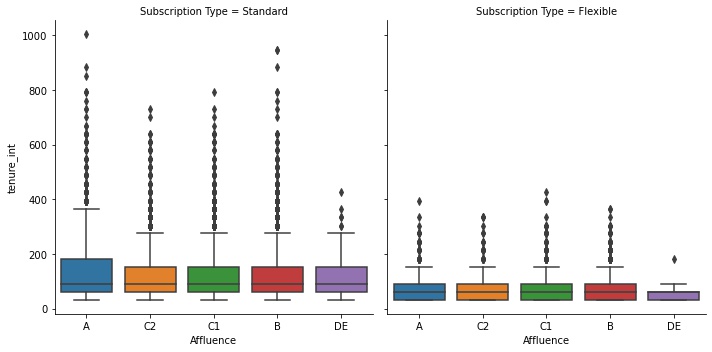 Subscription Type = Standard
Subscription Type = Flexible
1000
800
600
400
200
0
tenure_int
A C2 C1 B DE
A C2 C1 B DE
Affluence
Affluence